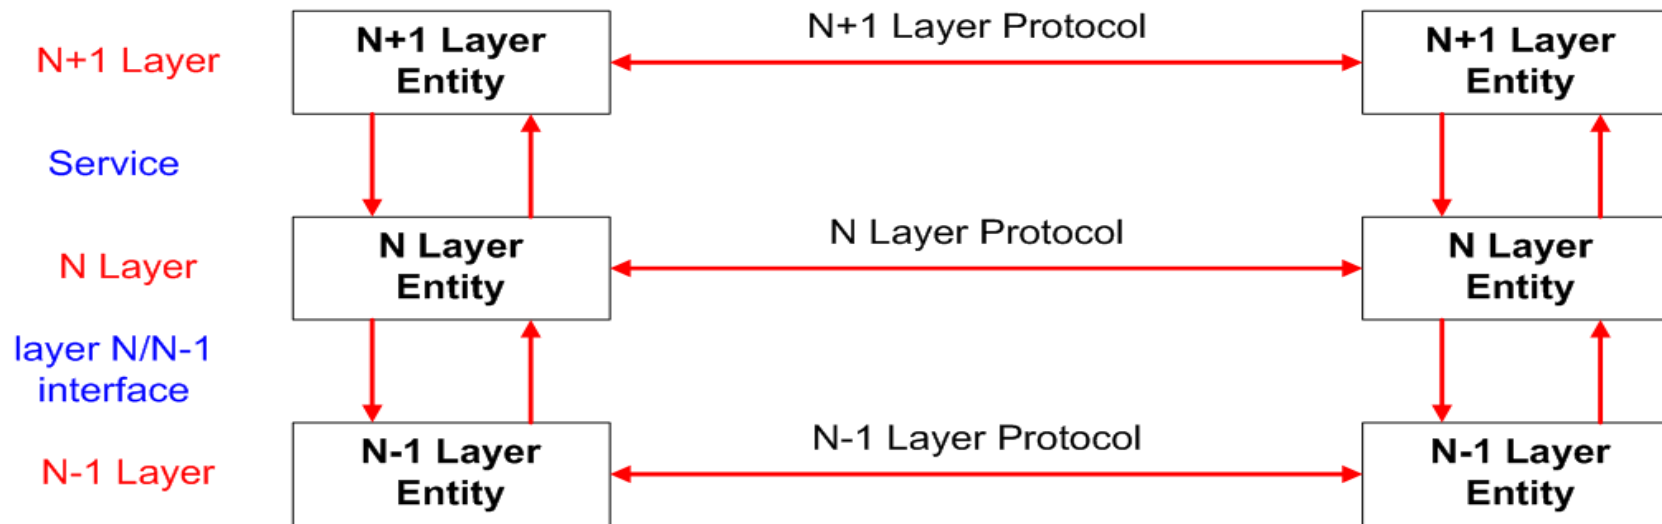 N+1 Layer
N+1 Layer
Entity
N+1 Layer Protocol
N+1 Layer
Entity
Service
N Layer
N Layer
Entity
N Layer Protocol
N Layer
Entity
layer N/N-1
interface
N-1 Layer
N-1 Layer
Entity
N-1 Layer Protocol
N-1 Layer
Entity